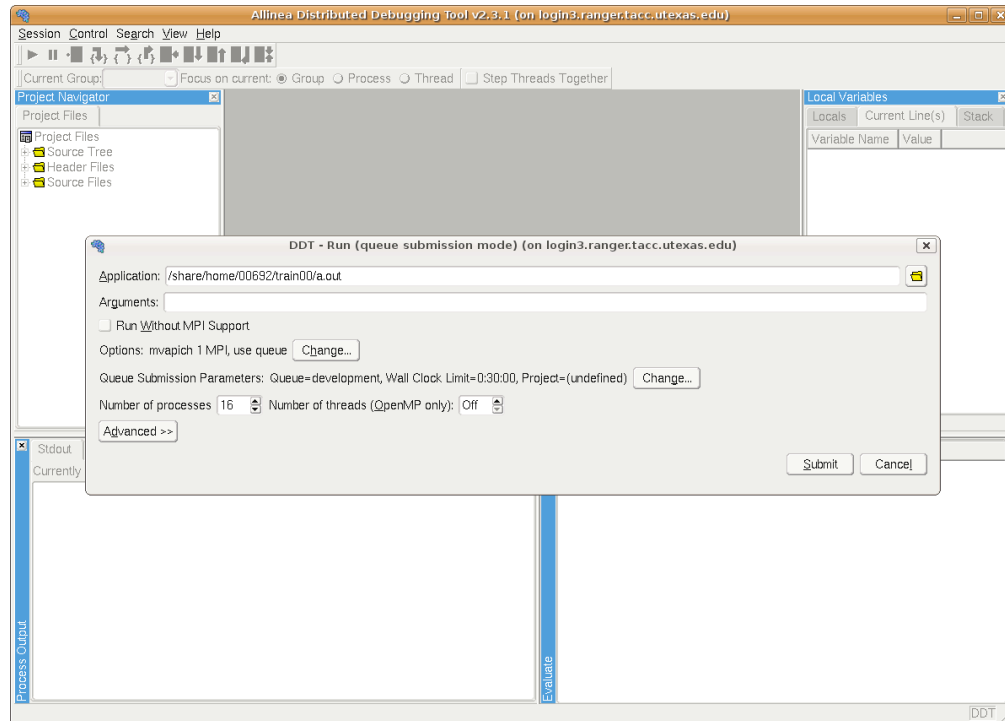 Allinea Distributed Debugging Tool v2.3.1 (on login3.ranger.tacc.utexas.edu)
Session Control Search View Help
Current Group: Focus on current: Group Process Thread Step Threads Together
Project Navigator
Project Files
Project Files
Source Tree
Header Files
Source Files
Local Variables
Locals Current Line(s) Stack
Variable Name Value
DDT - Run (queue submission mode) (on login3.ranger.tacc.utexas.edu)
Application: /share/home/00692/train00/a.out
Arguments:
Run Without MPI Support
Options: mvapich 1 MPI, use queue Change...
Queue Submission Parameters: Queue=development, Wall Clock Limit=0:30:00, Project=(undefined) Change...
Number of processes 16 Number of threads (OpenMP only): Off
Advanced >>
Submit Cancel
Stdout
Currently
Process Output
Evaluate
DDT